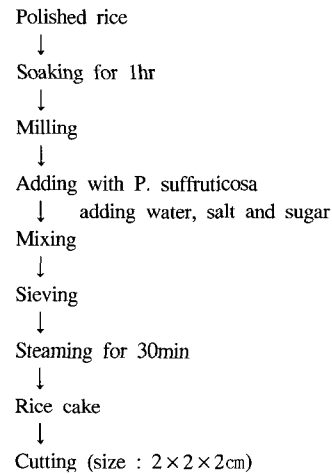 Polished rice
↓
Soaking for 1hr
↓
Milling
↓
Adding with P. suffruticosa
↓ adding water, salt and sugar
Mixing
↓
Sieving
↓
Steaming for 30min
↓
Rice cake
↓
Cutting (size : 2×2×2cm)